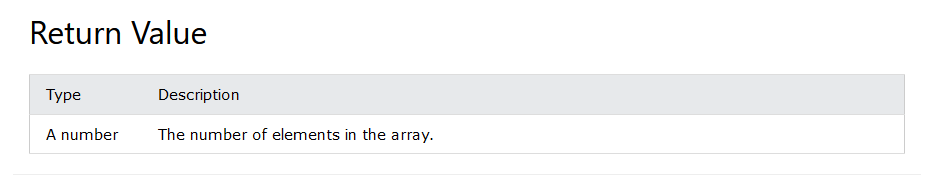 Return Value
Type Description
A number The number of elements in the array.